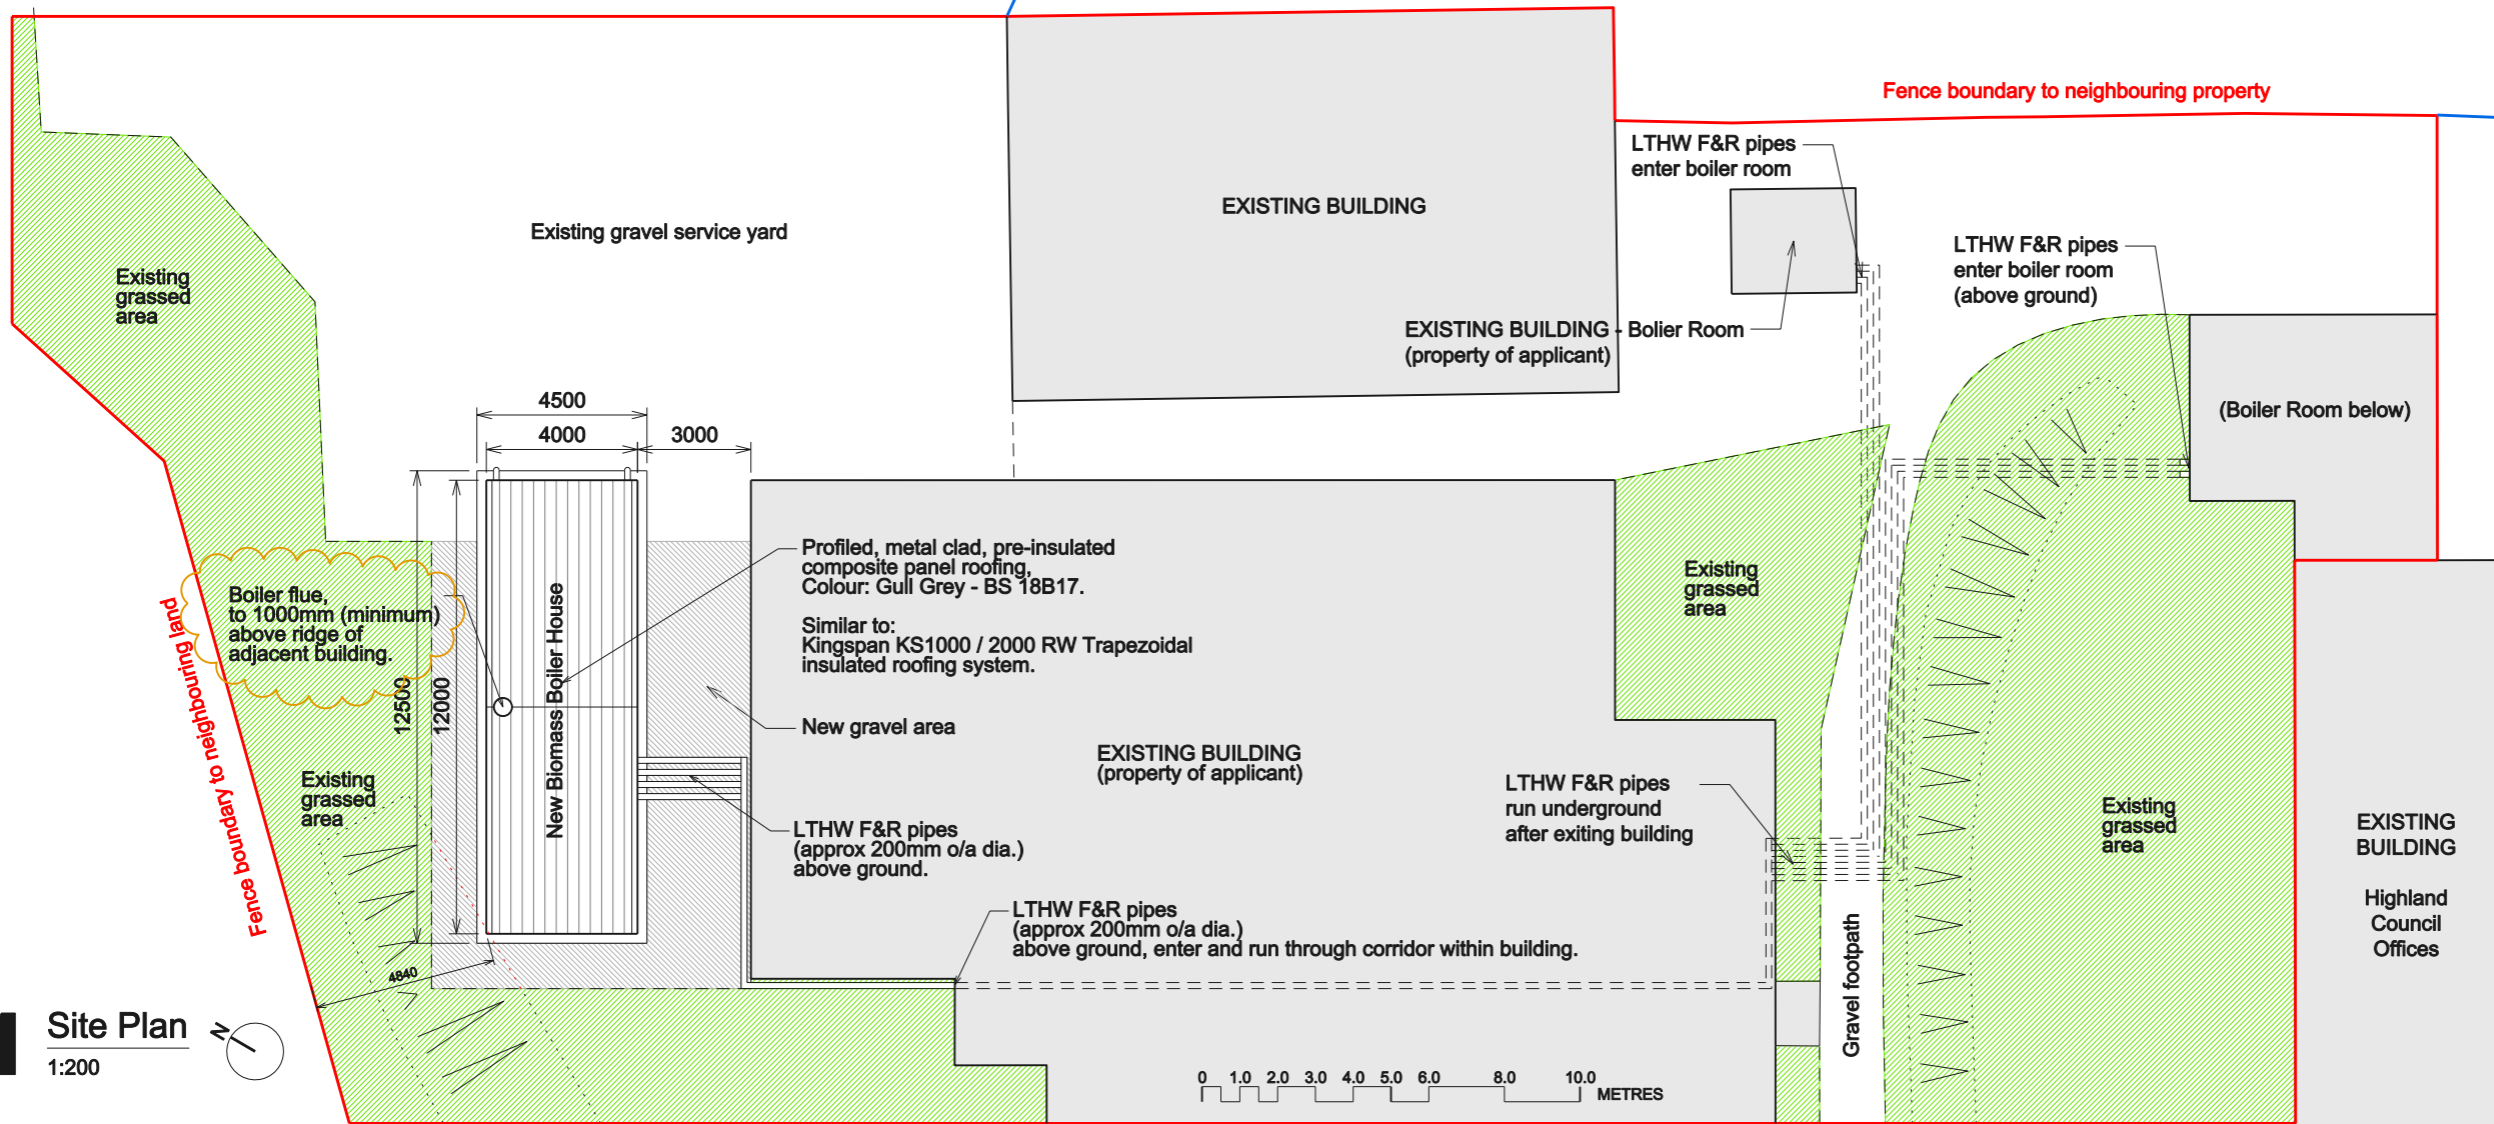 Fence boundary to neighbouring property
LTHW F&R pipes
enter boiler room
EXISTING BUILDING
Existing gravel service yard
LTHW F&R pipes
enter boiler room
(above ground)
Existing
grassed
area
EXISTING BUILDING - Bolier Room
(property of applicant)
4500
4000
3000
(Boiler Room below)
Profiled, metal clad, pre-insulated
composite panel roofing,
Colour: Gull Grey - BS 18B17.
Similar to:
Kingspan KS1000 / 2000 RW Trapezoidal
insulated roofing system.
Boiler flue,
to 1000mm (minimum)
above ridge of
adjacent building.
Fence boundary to neighbouring land
12500
12000
New Biomass Boiler House
Existing
grassed
area
New gravel area
EXISTING BUILDING
(property of applicant)
Existing
grassed
area
LTHW F&R pipes
run underground
after exiting building
Existing
grassed
area
EXISTING
BUILDING
Highland
Council
Offices
LTHW F&R pipes
(approx 200mm o/a dia.)
above ground.
LTHW F&R pipes
(approx 200mm o/a dia.)
above ground, enter and run through corridor within building.
4840
Gravel footpath
Site Plan
1:200
N
0 1.0 2.0 3.0 4.0 5.0 6.0 8.0 10.0
METRES